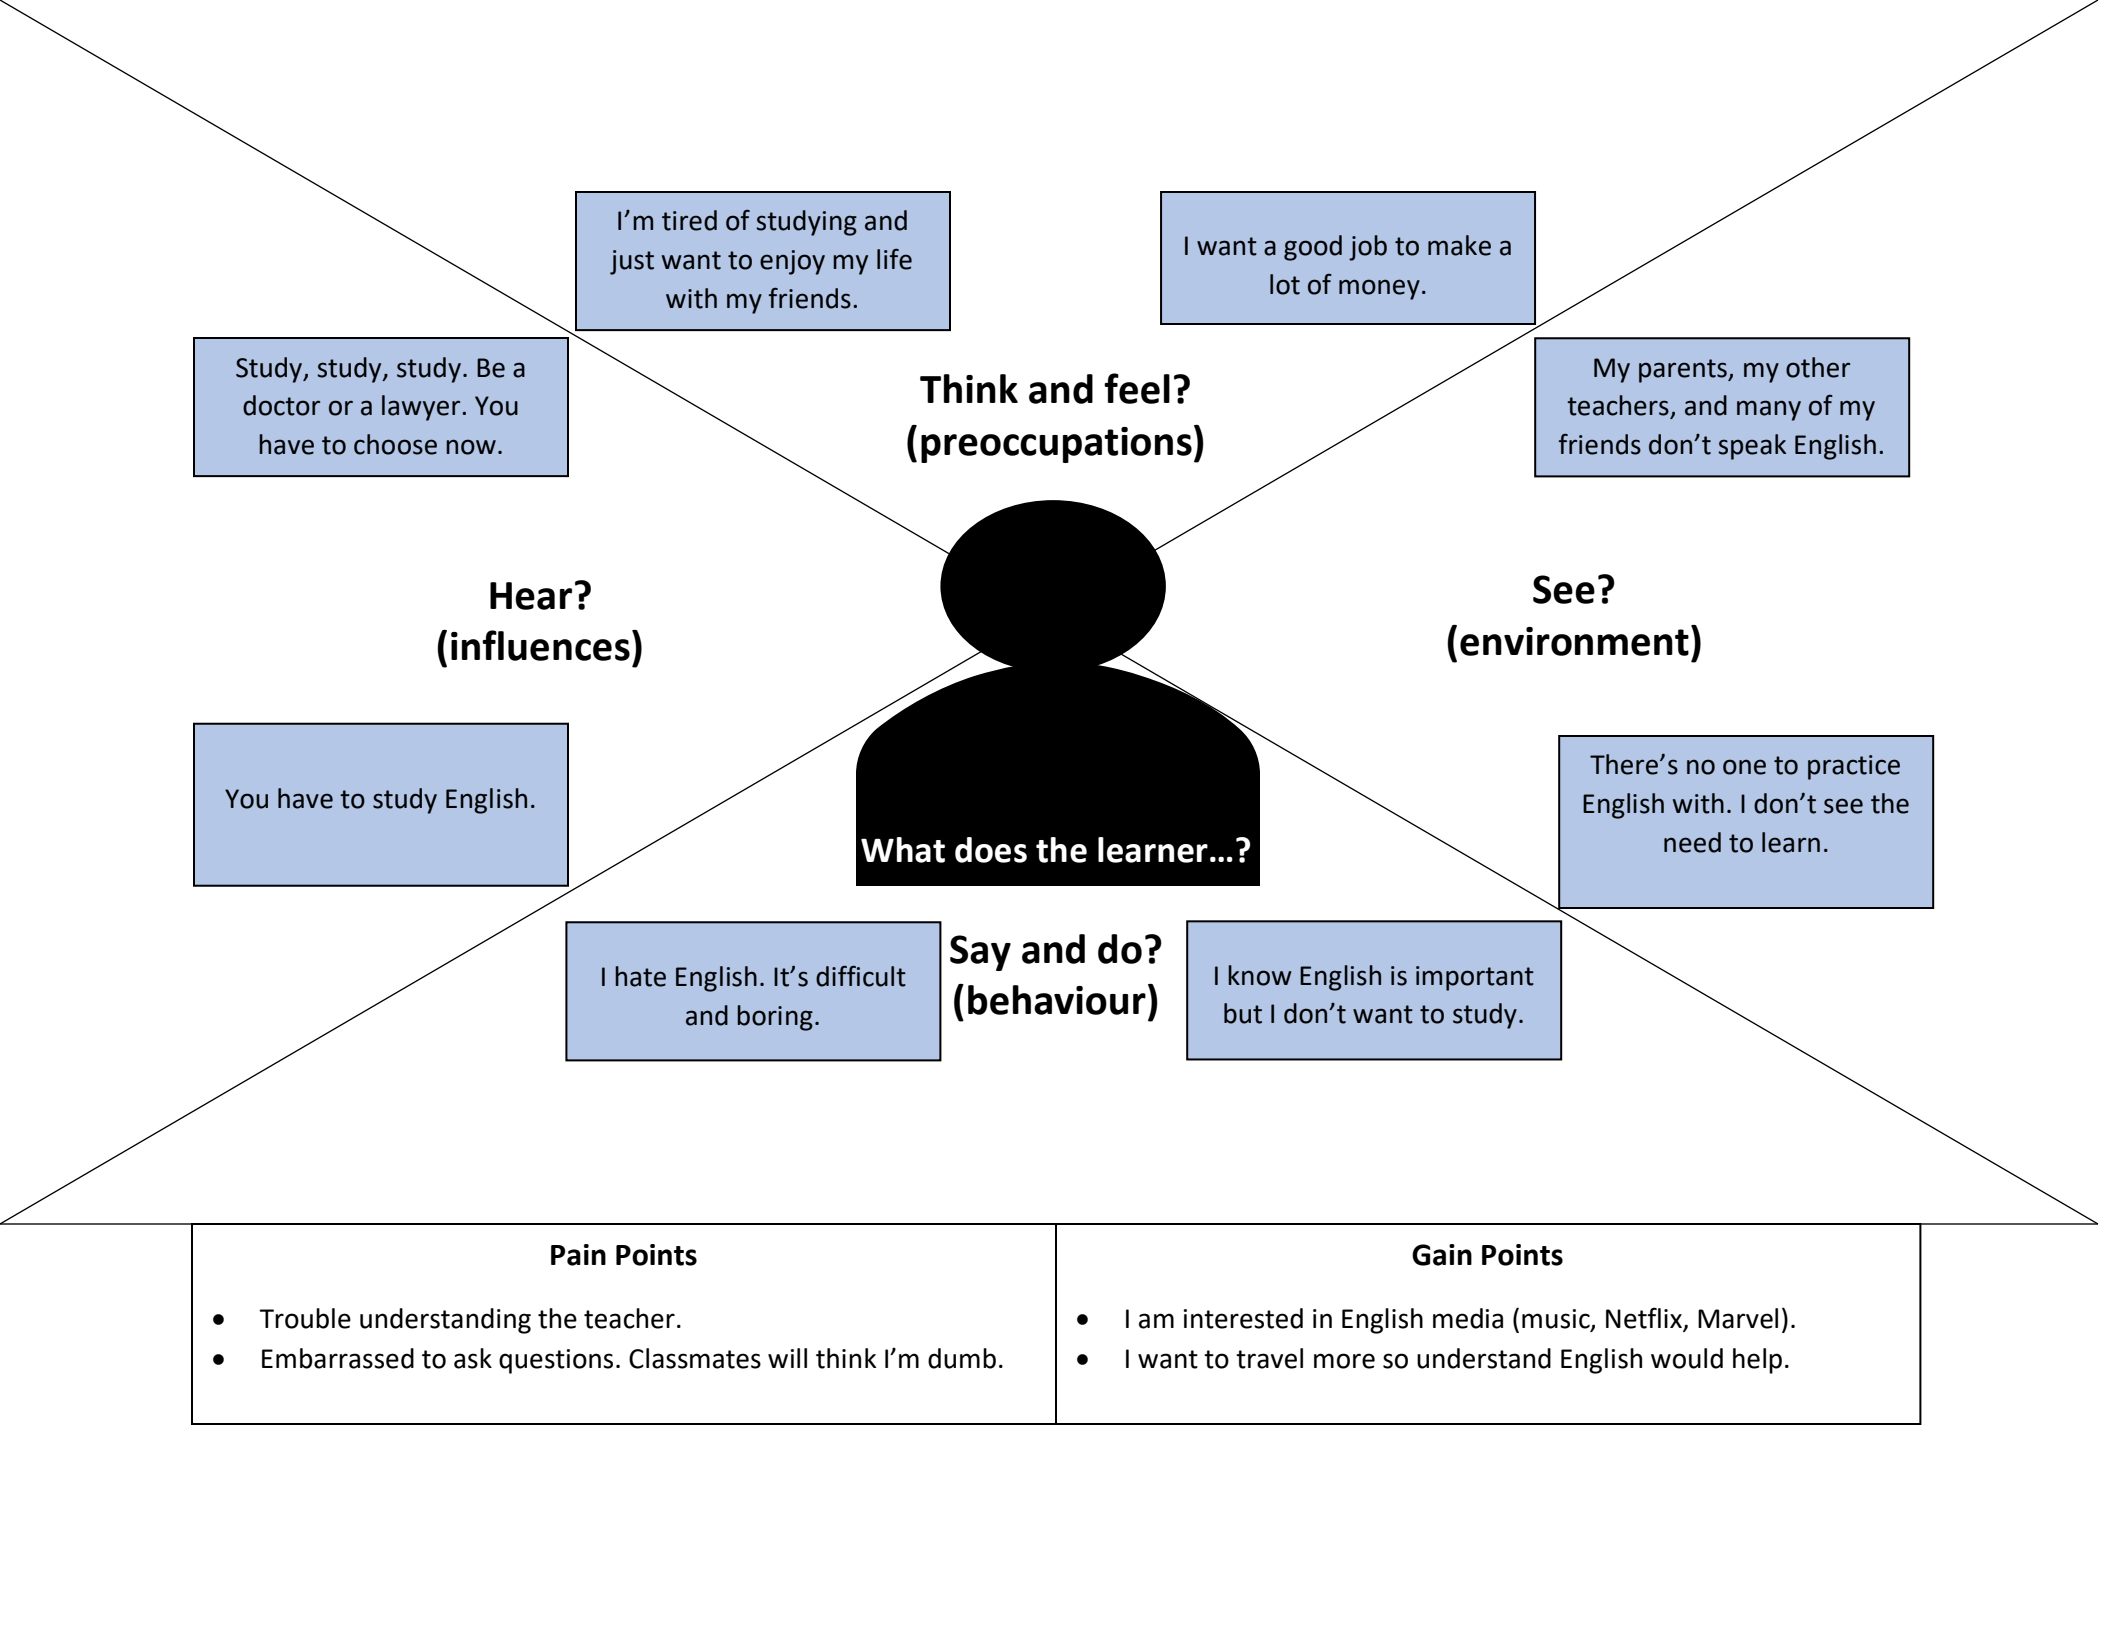 I’m tired of studying and
just want to enjoy my life
with my friends.
I want a good job to make a
lot of money.
Study, study, study. Be a
doctor or a lawyer. You
have to choose now.
Think and feel?
(preoccupations)
My parents, my other
teachers, and many of my
friends don’t speak English.
Hear?
(influences)
See?
(environment)
You have to study English.
What does the learner…?
There’s no one to practice
English with. I don’t see the
need to learn.
I hate English. It’s difficult
and boring.
Say and do?
(behaviour)
I know English is important
but I don’t want to study.
Pain Points
• Trouble understanding the teacher.
• Embarrassed to ask questions. Classmates will think I’m dumb.
Gain Points
• I am interested in English media (music, Netflix, Marvel).
• I want to travel more so understand English would help.